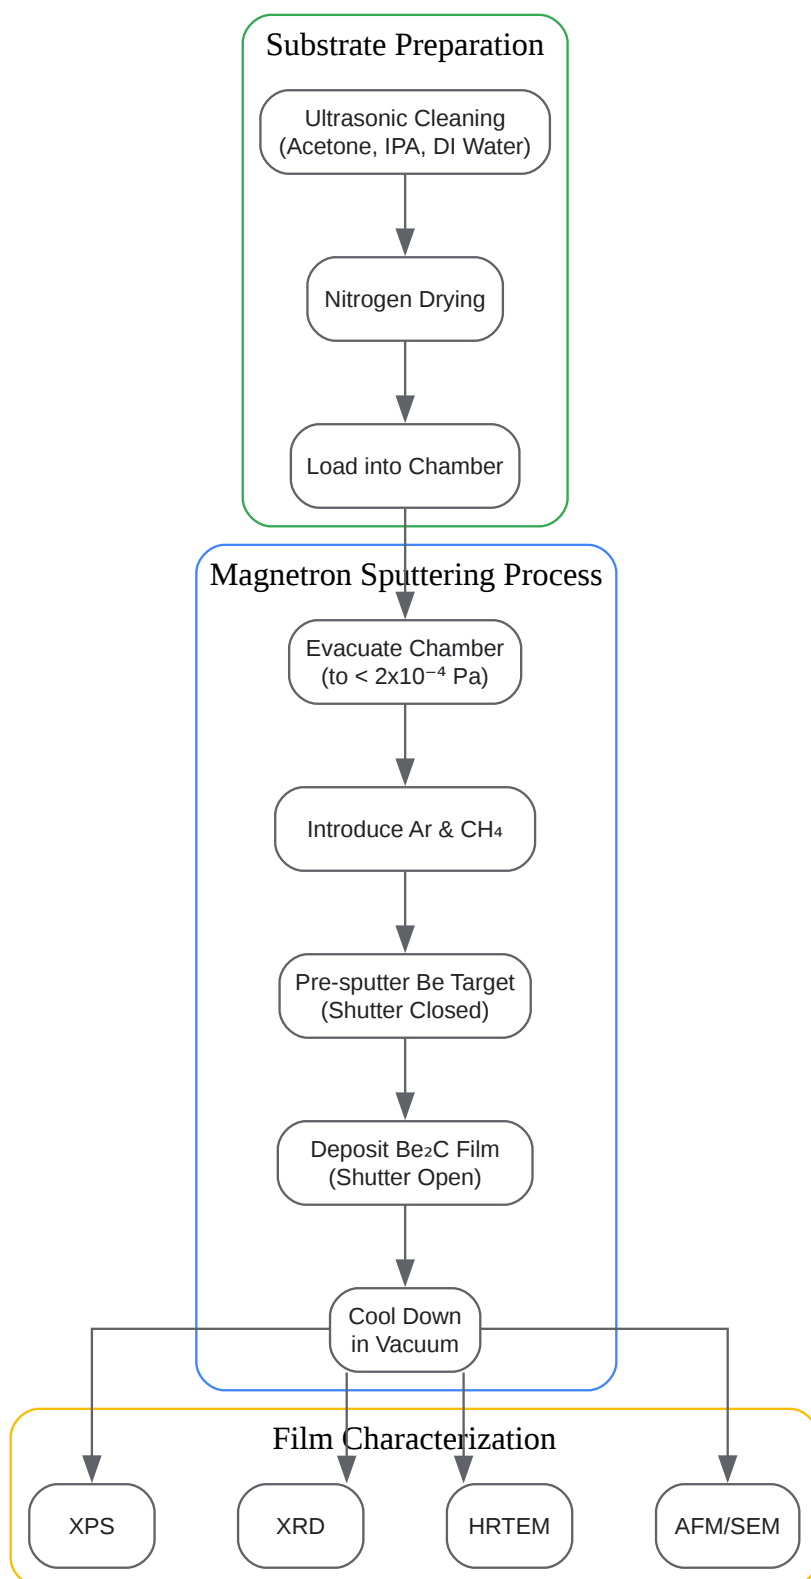 Substrate Preparation
Ultrasonic Cleaning
(Acetone, IPA, DI Water)
Nitrogen Drying
Load into Chamber
Magnetron Sputtering Process
Evacuate Chamber
(to < 2x10⁻⁴ Pa)
Introduce Ar & CH₄
Pre-sputter Be Target
(Shutter Closed)
Deposit Be₂C Film
(Shutter Open)
Cool Down
in Vacuum
Film Characterization
XPS
XRD
HRTEM
AFM/SEM